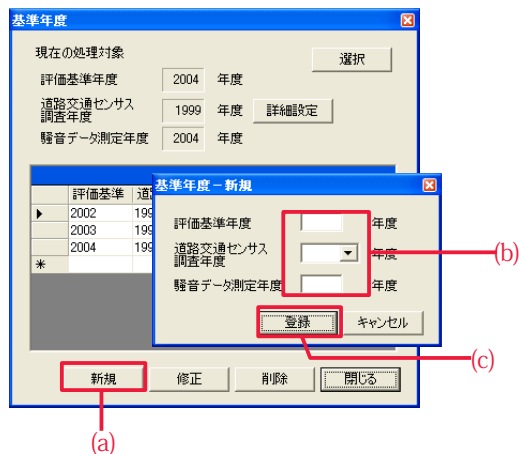 基準年度
現在の処理対象
選択
評価基準年度 2004 年度
道路交通センサス
調査年度 1999 年度 詳細設定
騒音データ測定年度 2004 年度
評価基準 道
2002 199
2003 199
2004 199
基準年度－新規
評価基準年度 年度
道路交通センサス
調査年度 年度
騒音データ測定年度 年度
登録 キャンセル
新規 修正 削除 閉じる
(a)
(b)
(c)